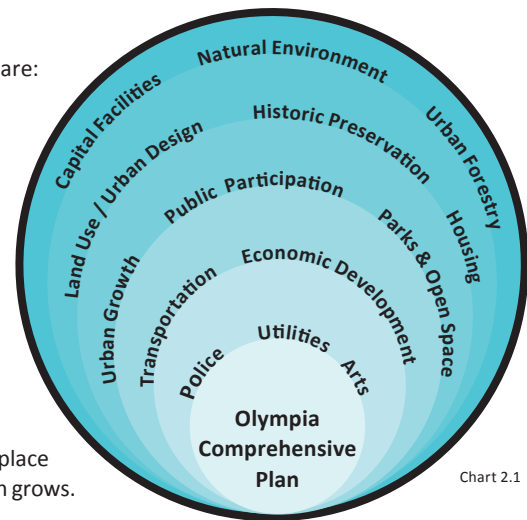 are:
Capital Facilities
Natural Environment
Urban Forestry
Land Use / Urban Design
Historic Preservation
Housing
Urban Growth
Public Participation
Parks & Open Space
Transportation
Economic Development
Police
Utilities
Arts
Olympia
Comprehensive
Plan
place
grows.
Chart 2.1